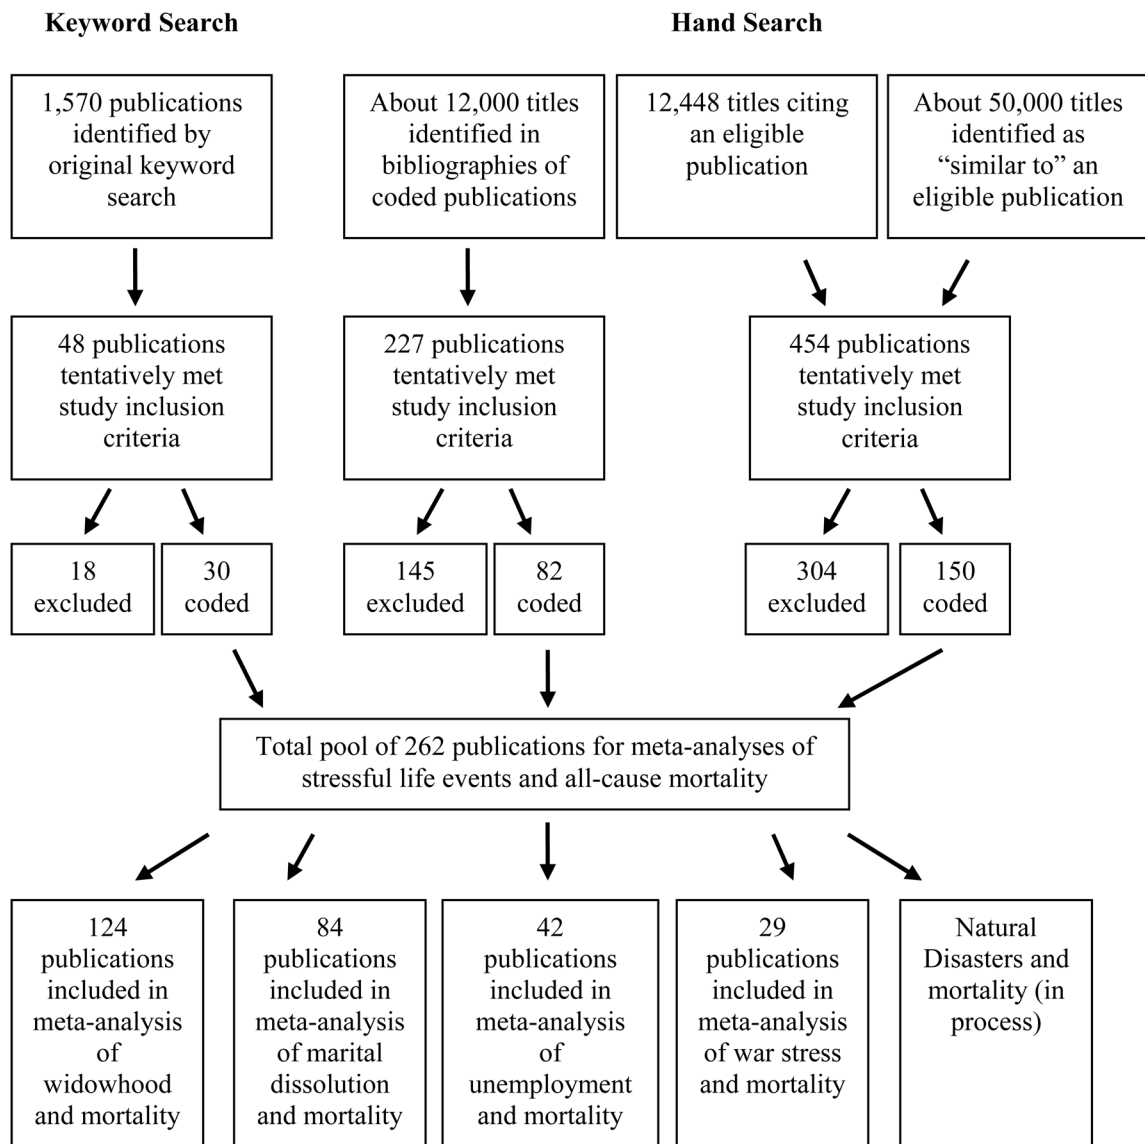 Keyword Search
Hand Search
1,570 publications
identified by
original keyword
search
About 12,000 titles
identified in
bibliographies of
coded publications
12,448 titles citing
an eligible
publication
About 50,000 titles
identified as
“similar to” an
eligible publication
48 publications
tentatively met
study inclusion
criteria
227 publications
tentatively met
study inclusion
criteria
454 publications
tentatively met
study inclusion
criteria
18
excluded
30
coded
145
excluded
82
coded
304
excluded
150
coded
Total pool of 262 publications for meta-analyses of
stressful life events and all-cause mortality
124
publications
included in
meta-analysis
of
widowhood
and mortality
84
publications
included in
meta-analysis
of marital
dissolution
and mortality
42
publications
included in
meta-analysis
of
unemployment
and mortality
29
publications
included in
meta-analysis
of war stress
and mortality
Natural
Disasters and
mortality (in
process)